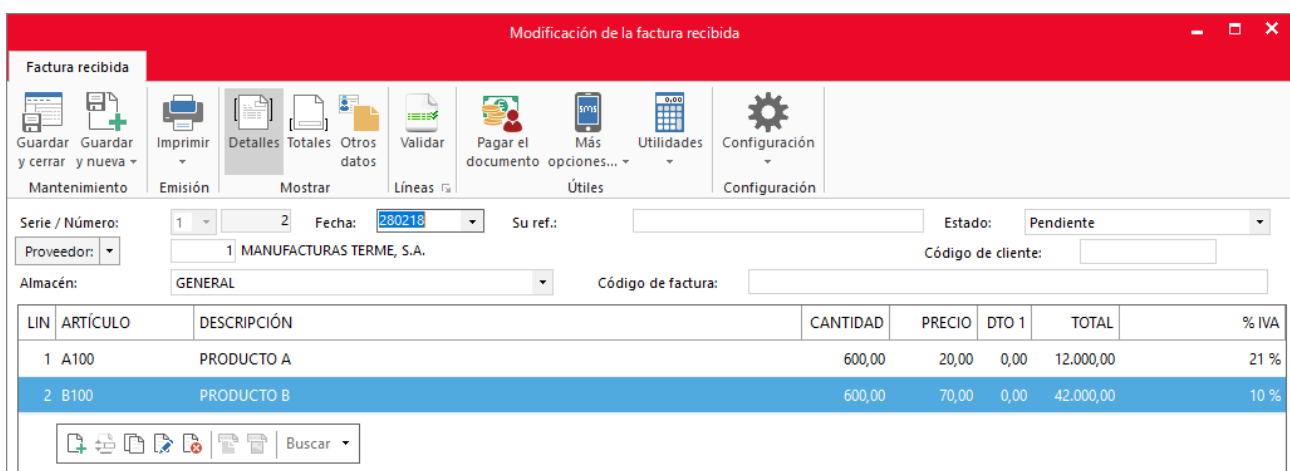 Modificación de la factura recibida
Factura recibida
Guardar y cerrar
Guardar y nueva
Imprimir
Detalles
Totales
Otros datos
Validar
Pagar el documento
sms
Más opciones...
0,00
Utilidades
Configuración
Mantenimiento Emisión Mostrar Líneas Útiles Configuración
Serie / Número: 1 2 Fecha: 280218 Su ref.: Estado: Pendiente
Proveedor: 1 MANUFACTURAS TERME, S.A. Código de cliente:
Almacén: GENERAL Código de factura:
LIN ARTÍCULO DESCRIPCIÓN CANTIDAD PRECIO DTO 1 TOTAL % IVA
1 A100 PRODUCTO A 600,00 20,00 0,00 12.000,00 21 %
2 B100 PRODUCTO B 600,00 70,00 0,00 42.000,00 10 %
Buscar